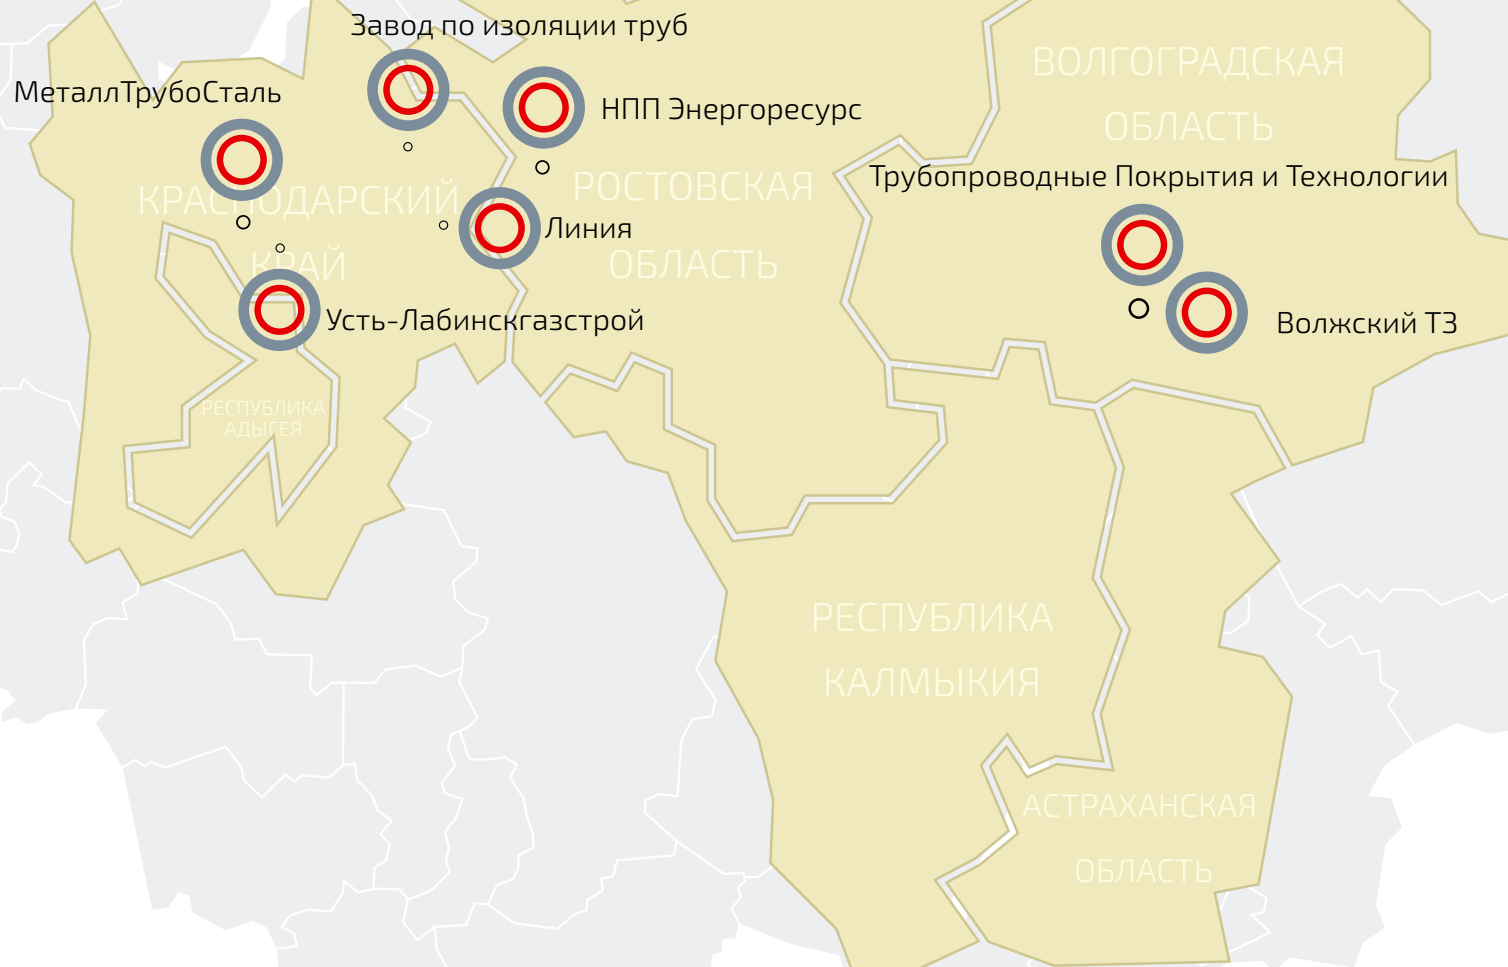 Завод по изоляции труб
МеталлТрубоСталь
НПП Энергоресурс
ВОЛГОГРАДСКАЯ
ОБЛАСТЬ
Трубопроводные Покрытия и Технологии
КРАСНОДАРСКИЙ
КРАЙ
РОСТОВСКАЯ
ОБЛАСТЬ
Линия
Усть-Лабинскгазстрой
Волжский ТЗ
РЕСПУБЛИКА
АДЫГЕЯ
РЕСПУБЛИКА
КАЛМЫКИЯ
АСТРАХАНСКАЯ
ОБЛАСТЬ